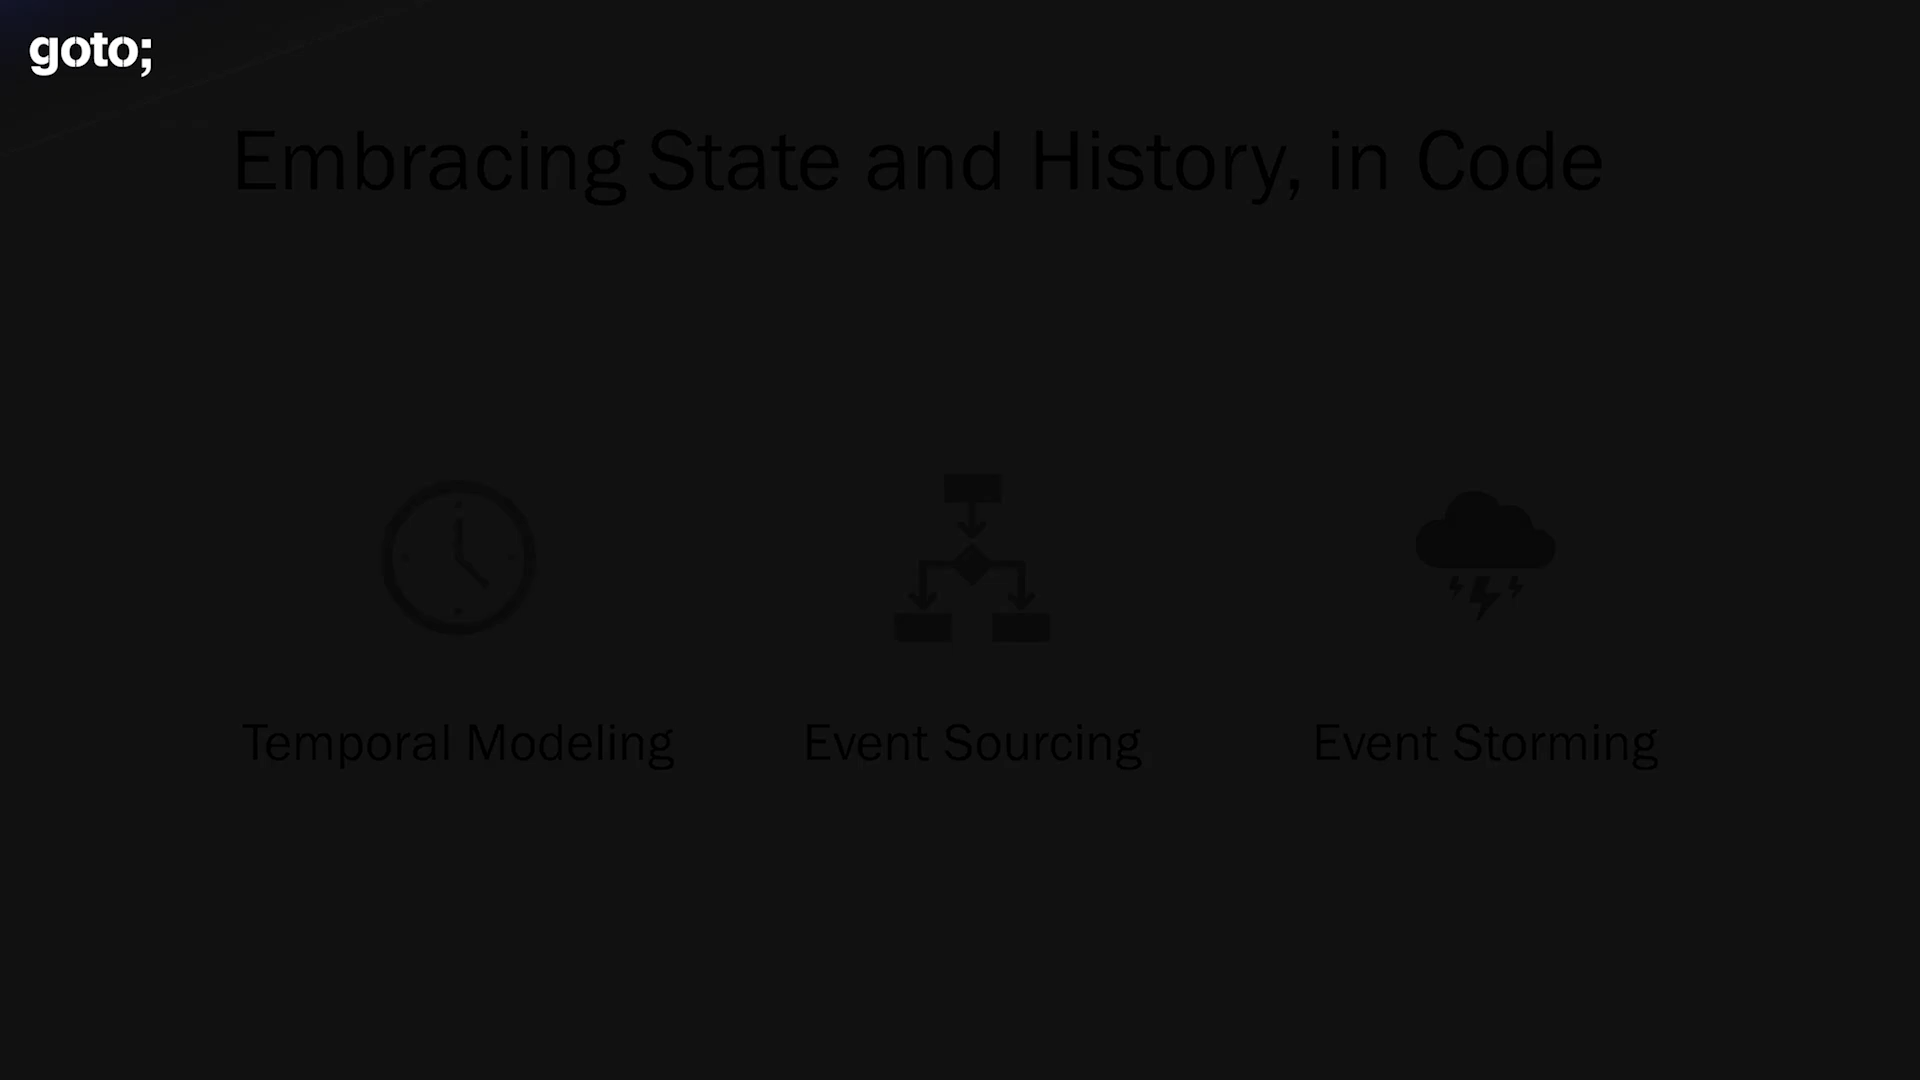 goto;
Embracing State and History, in Code
Temporal Modeling
Event Sourcing
Event Storming